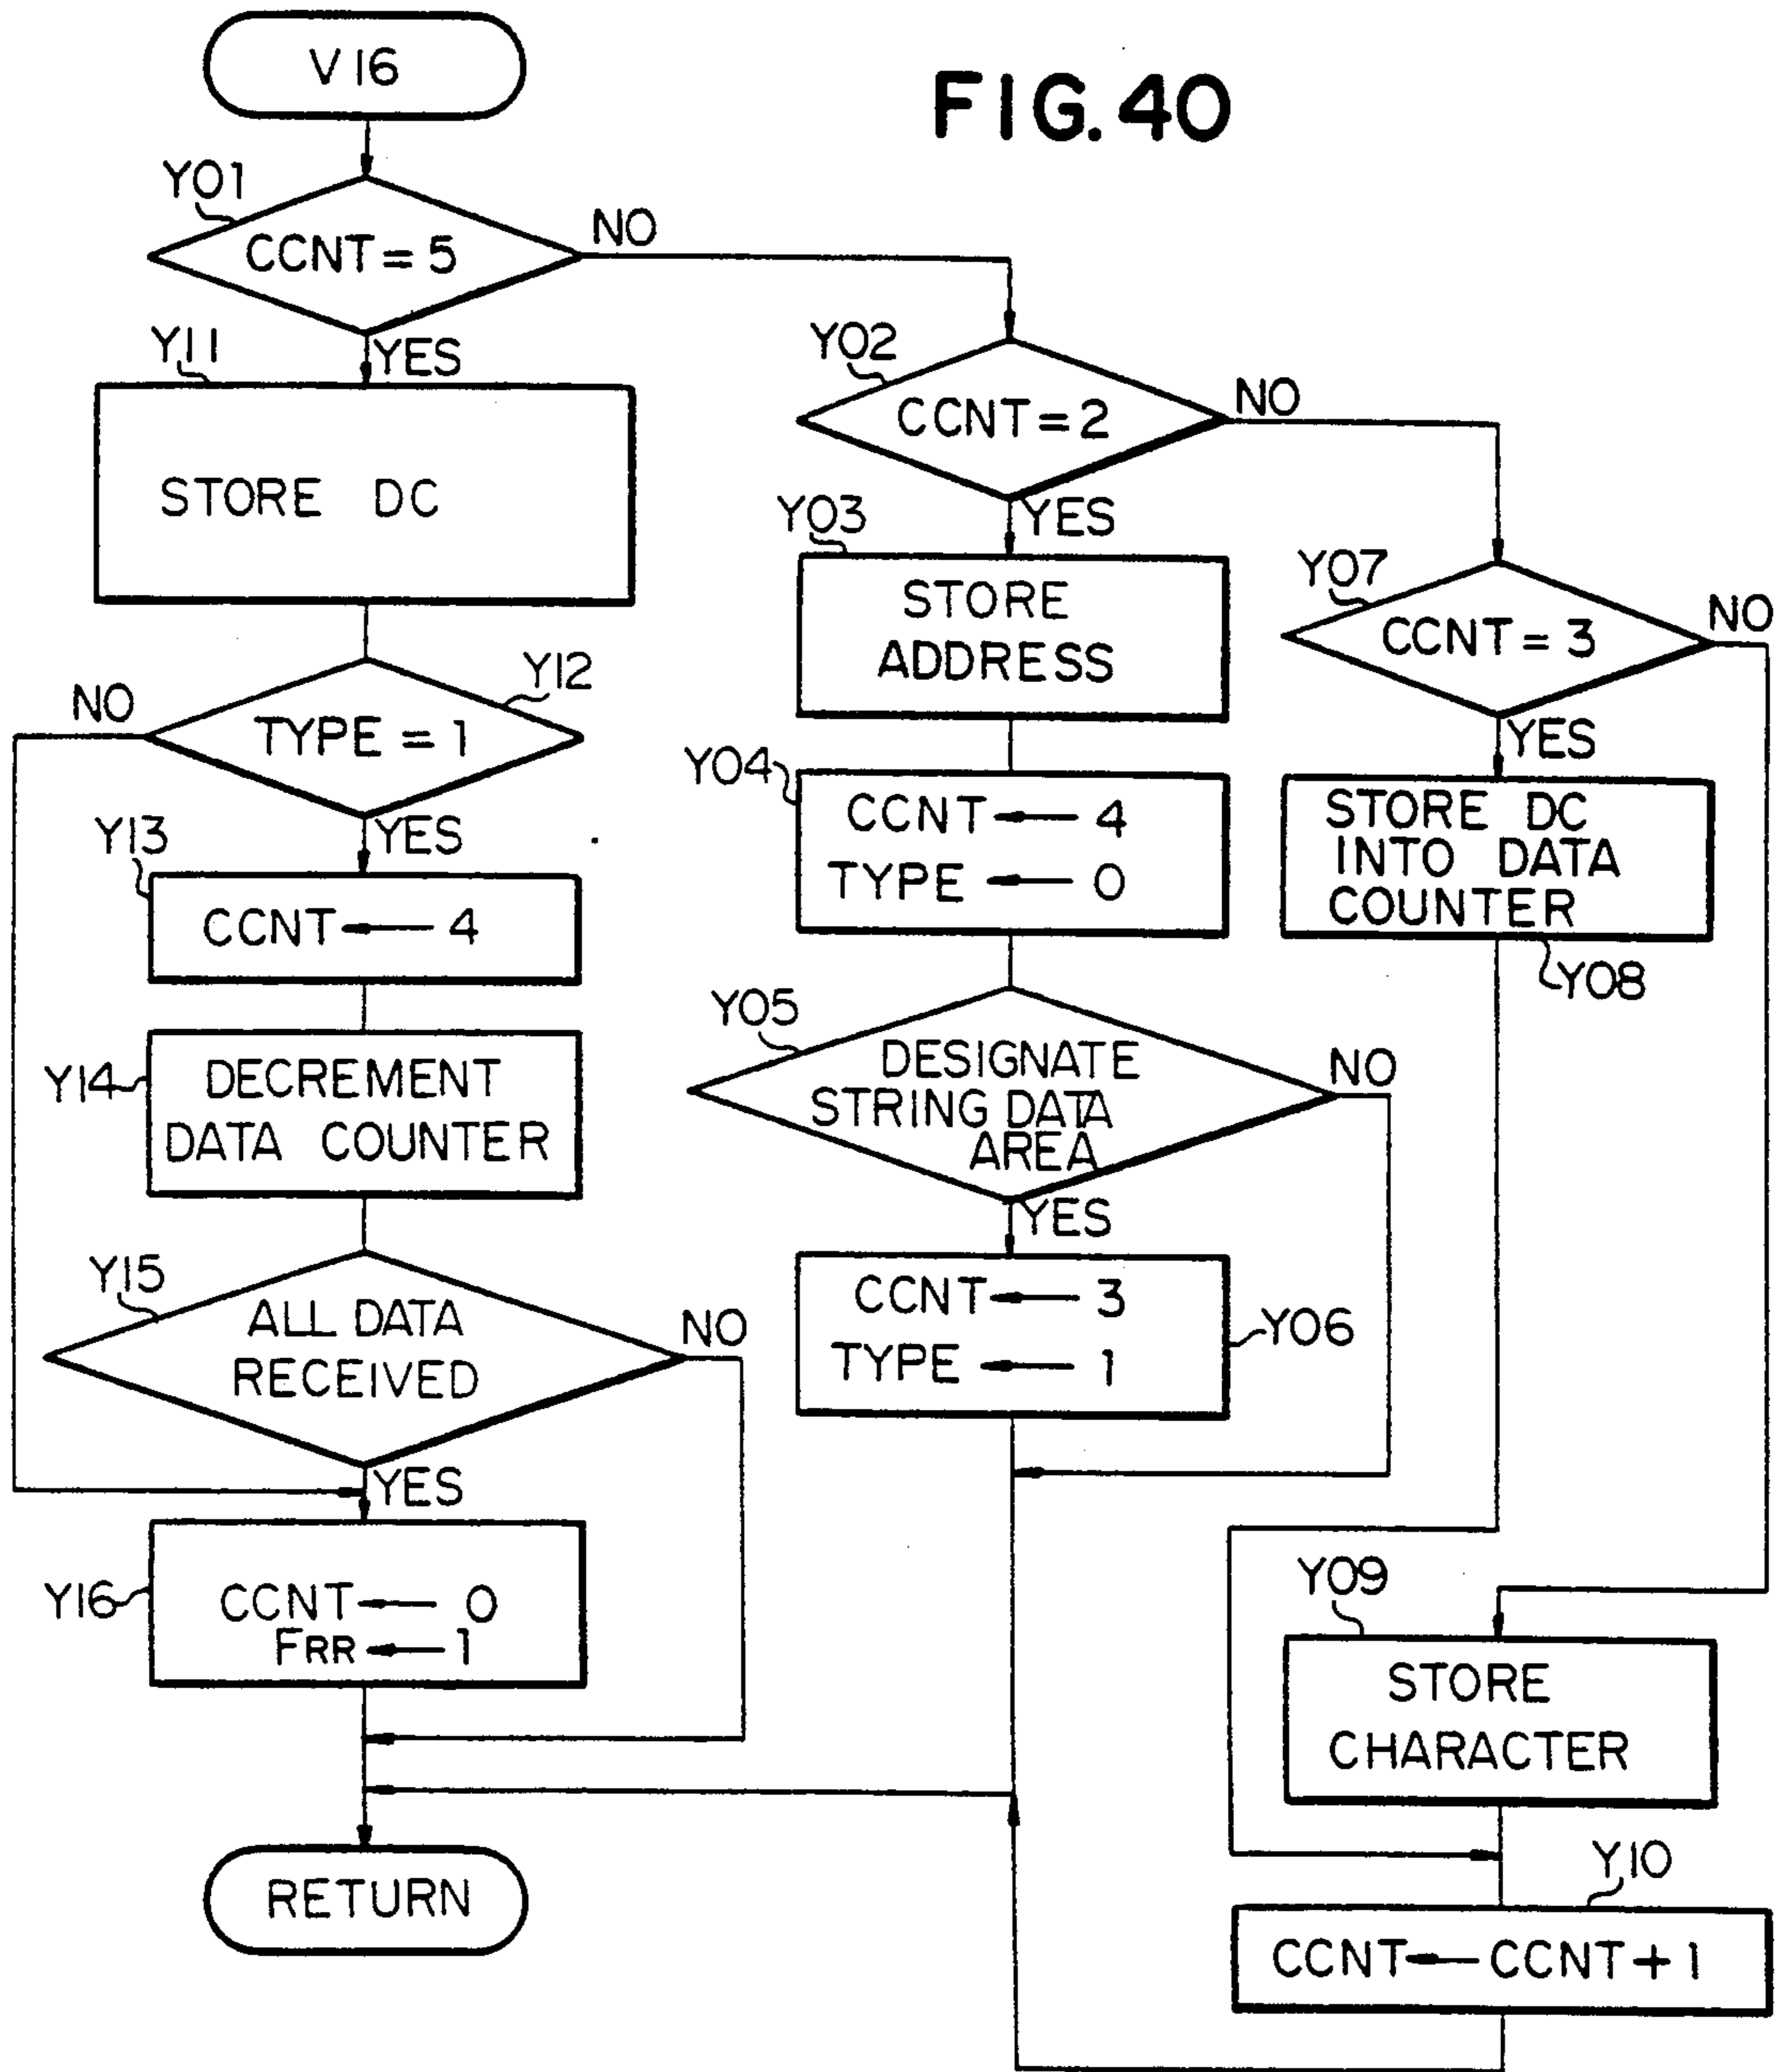 V16
FIG. 40
Y01
CCNT = 5
NO
YES
Y11
STORE DC
Y12
TYPE = 1
NO
YES
Y13
CCNT ← 4
Y14
DECREMENT
DATA COUNTER
Y15
ALL DATA
RECEIVED
NO
YES
Y16
CCNT ← 0
FRR ← 1
RETURN
Y02
CCNT = 2
NO
YES
Y03
STORE
ADDRESS
Y04
CCNT ← 4
TYPE ← 0
Y05
DESIGNATE
STRING DATA
AREA
NO
YES
CCNT ← 3
TYPE ← 1
Y06
Y07
CCNT = 3
NO
YES
STORE DC
INTO DATA
COUNTER
Y08
Y09
STORE
CHARACTER
Y10
CCNT ← CCNT + 1